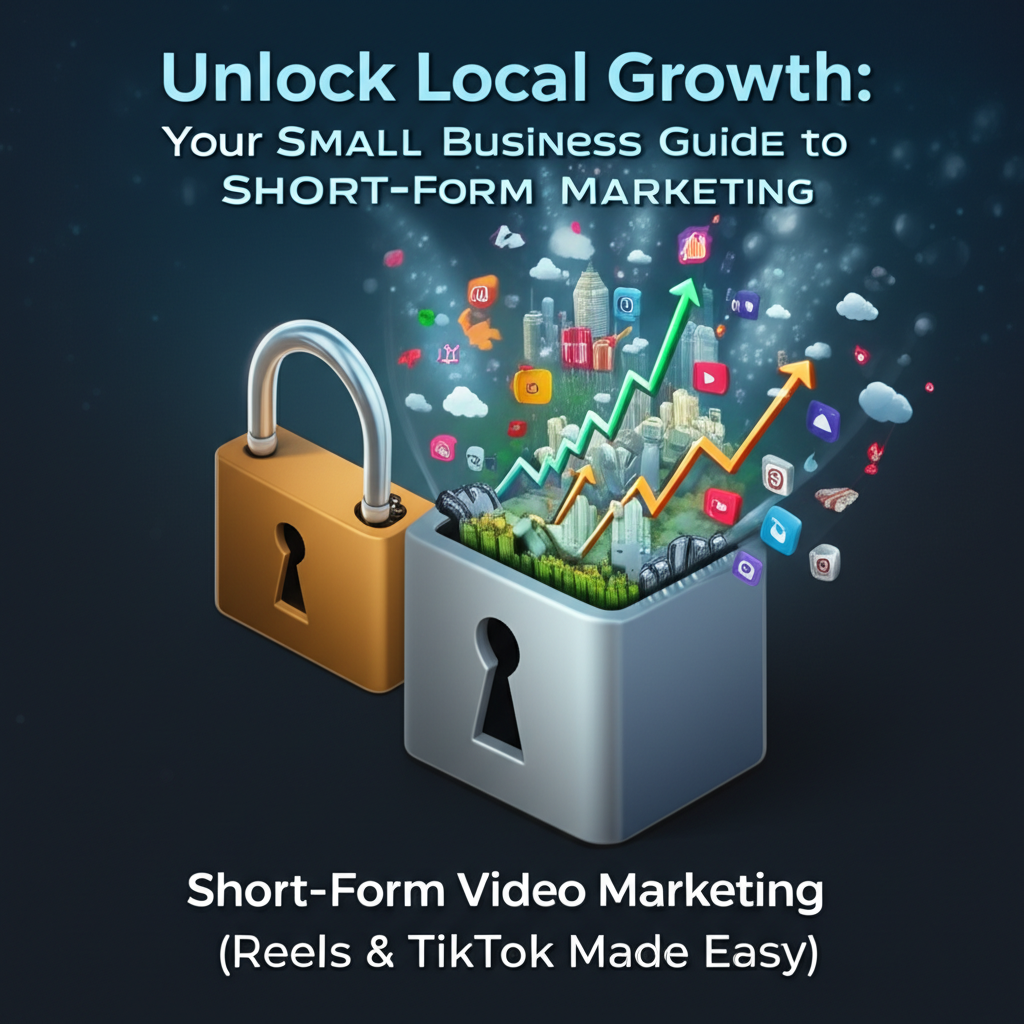 Unlock Local Growth:
Your SMALL Business Guide to
SHORT-FORM MARKETING
Short-Form Video Marketing
(Reels & TikTok Made Easy)